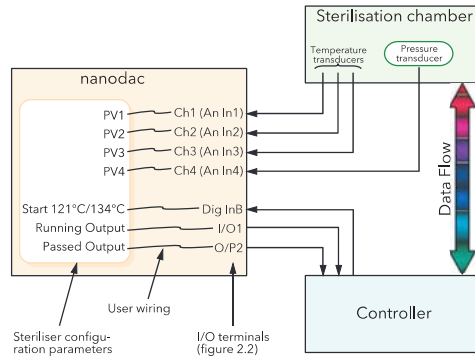 Sterilisation chamber
Temperature
transducers
Pressure
transducer
nanodac
PV1
Ch1 (An In1)
PV2
Ch2 (An In2)
PV3
Ch3 (An In3)
PV4
Ch4 (An In4)
Start 121°C/134°C
Dig InB
Running Output
I/O1
Passed Output
O/P2
Data Flow
User wiring
Controller
Steriliser configu-
ration parameters
I/O terminals
(figure 2.2)